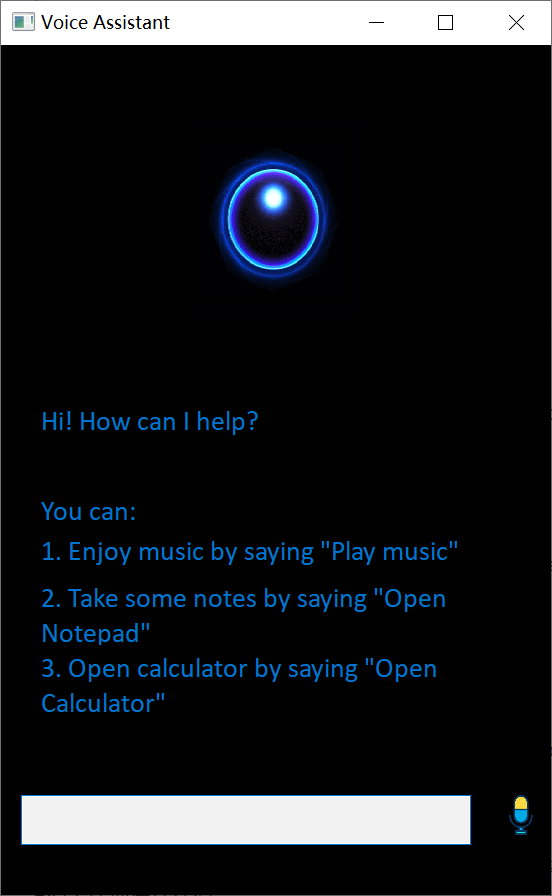 Voice Assistant
Hi! How can I help?
You can:
1. Enjoy music by saying "Play music"
2. Take some notes by saying "Open
Notepad"
3. Open calculator by saying "Open
Calculator"